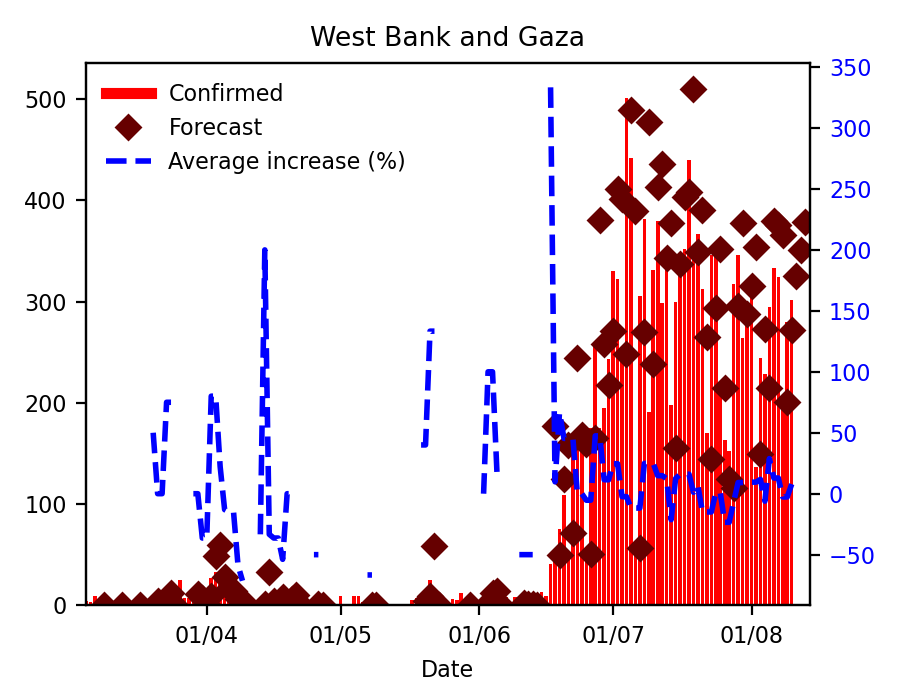 West Bank and Gaza
Confirmed
Forecast
Average increase (%)
500
400
300
200
100
0
350
300
250
200
150
100
50
0
−50
01/04 01/05 01/06 01/07 01/08
Date